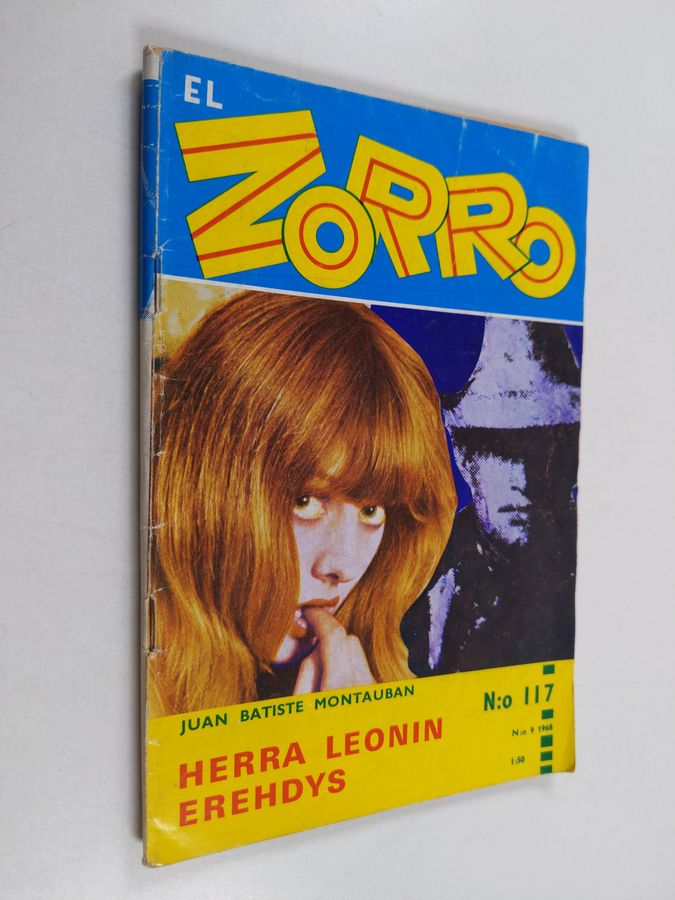 EL
ZORRO
JUAN BATISTE MONTAUBAN
N:o 117
HERRA LEONIN
EREHDYS
N:o 9 1968
1:50